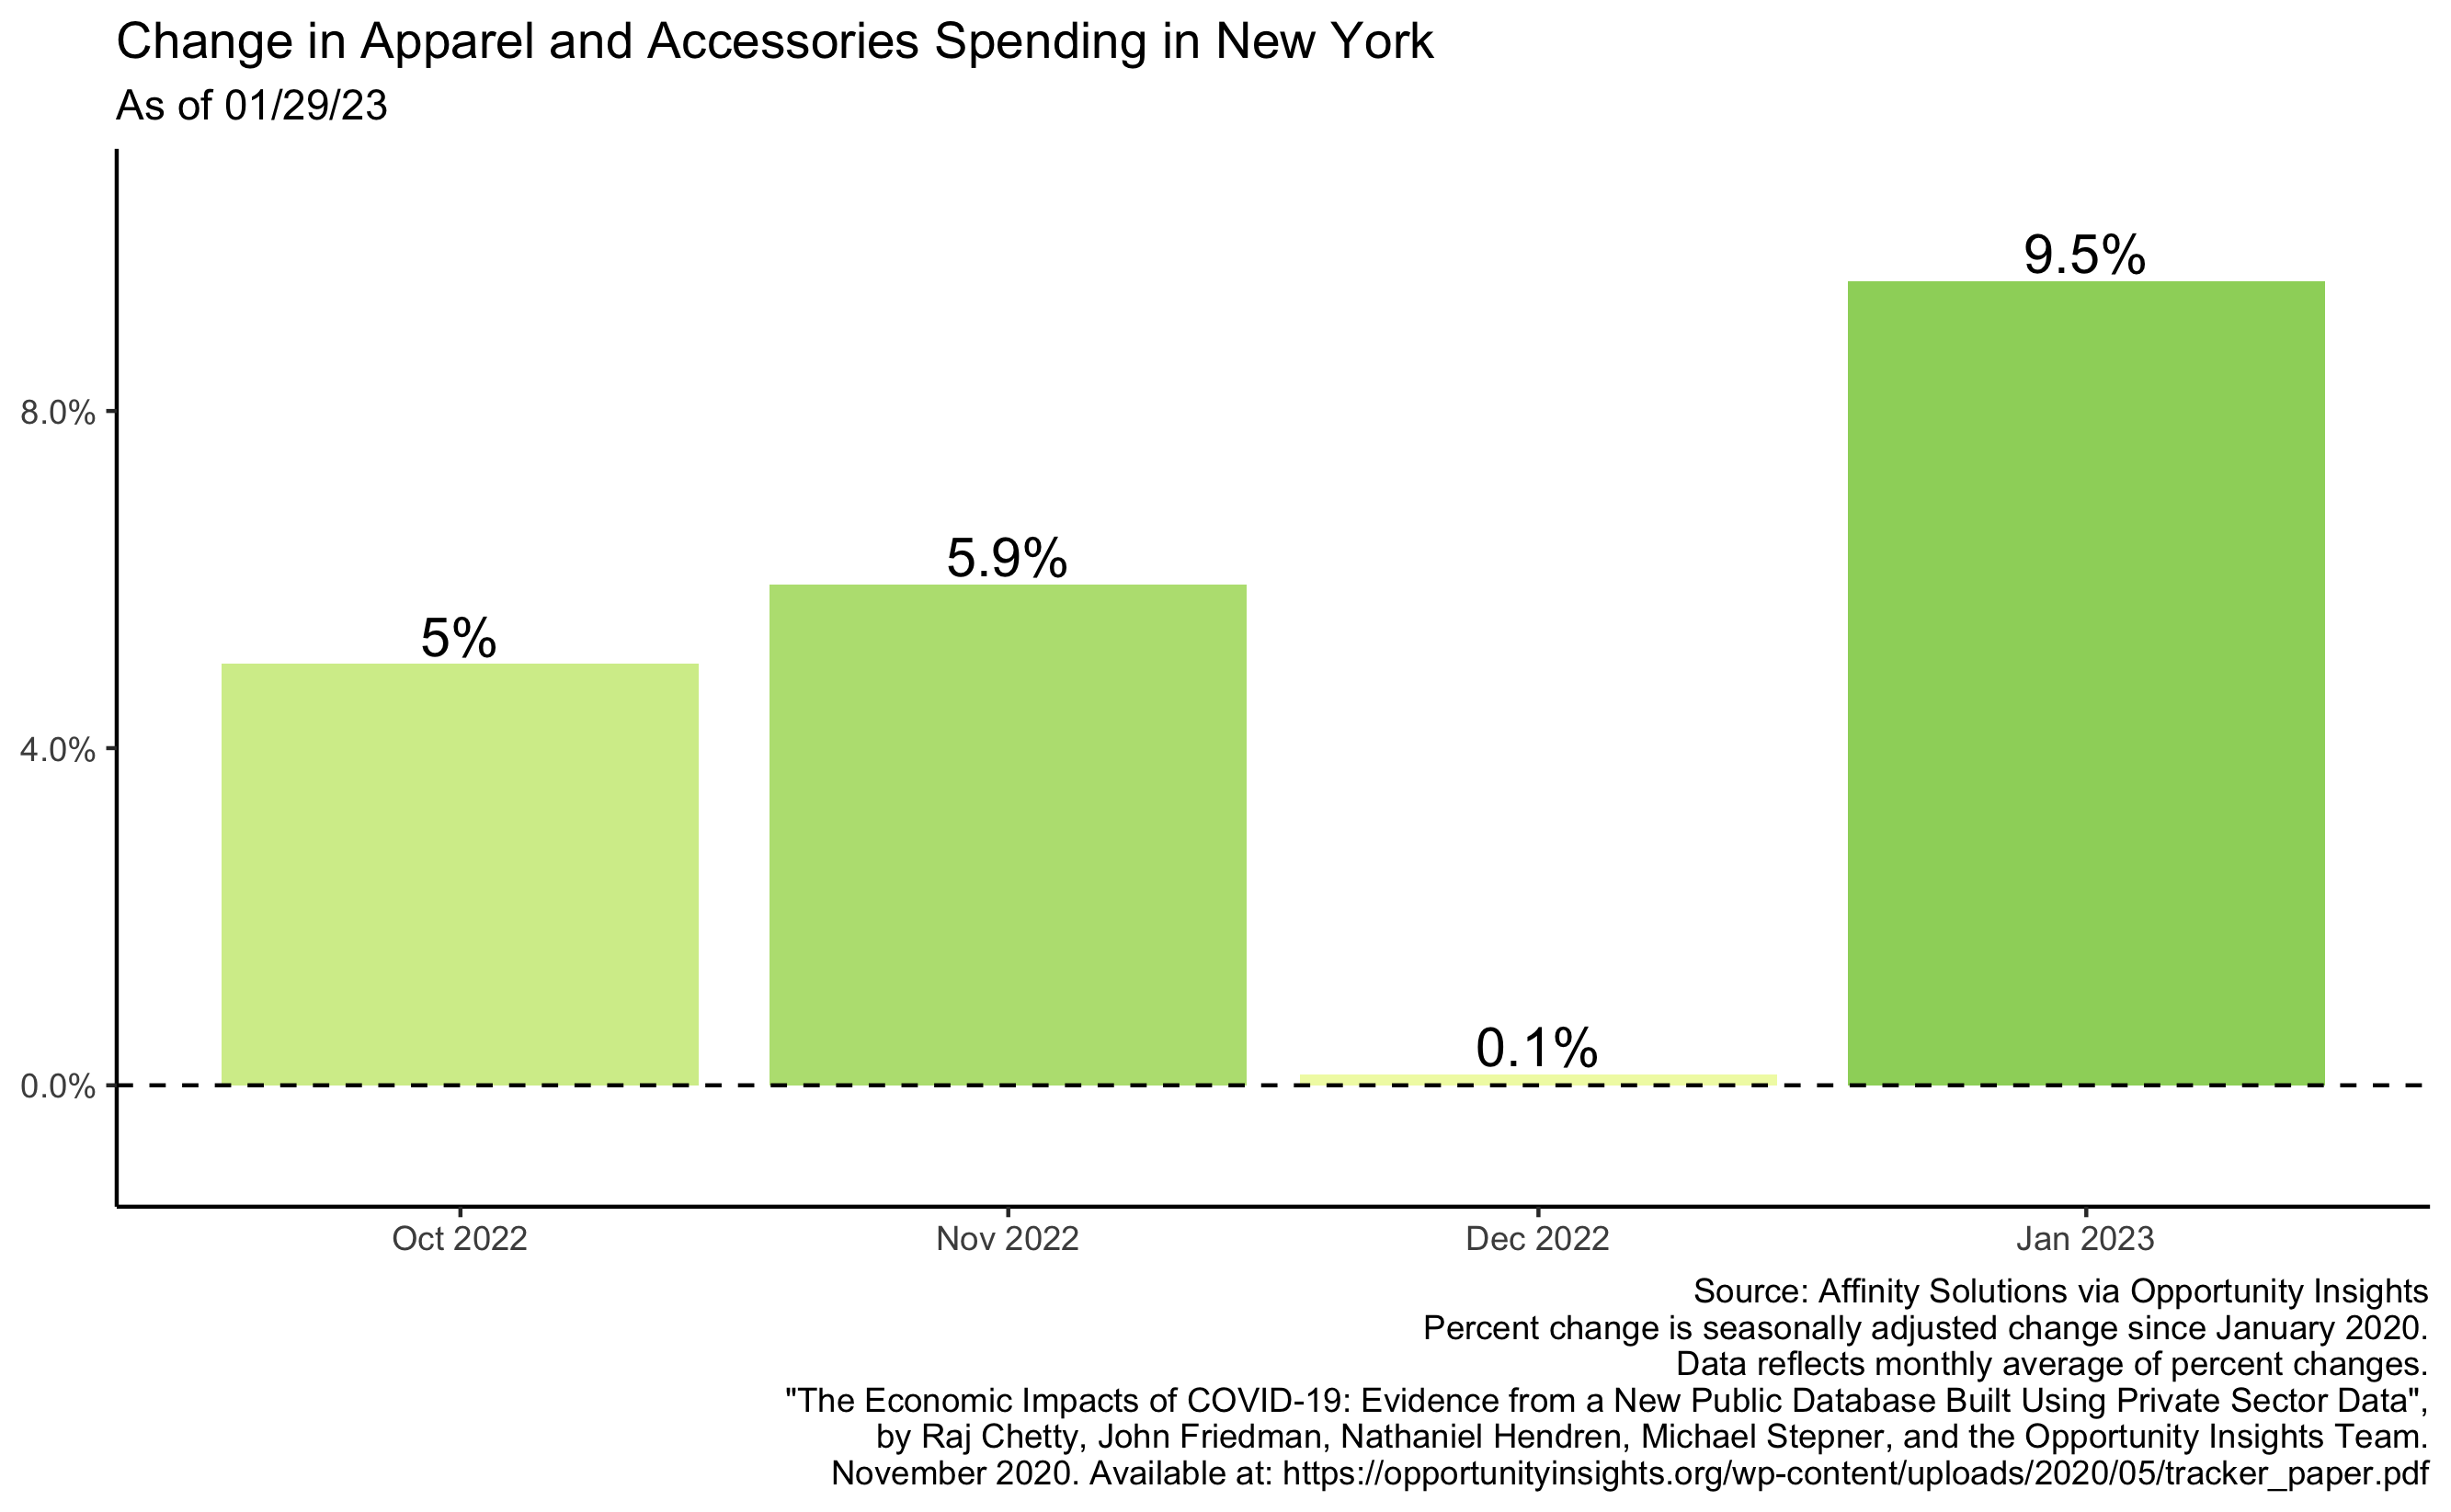 Change in Apparel and Accessories Spending in New York
As of 01/29/23
9.5%
8.0%
5.9%
5%
4.0%
0.1%
0.0%
Oct 2022
Nov 2022
Dec 2022
Jan 2023
Source: Affinity Solutions via Opportunity Insights
Percent change is seasonally adjusted change since January 2020.
Data reflects monthly average of percent changes.
"The Economic Impacts of COVID-19: Evidence from a New Public Database Built Using Private Sector Data",
by Raj Chetty, John Friedman, Nathaniel Hendren, Michael Stepner, and the Opportunity Insights Team.
November 2020. Available at: https://opportunityinsights.org/wp-content/uploads/2020/05/tracker_paper.pdf